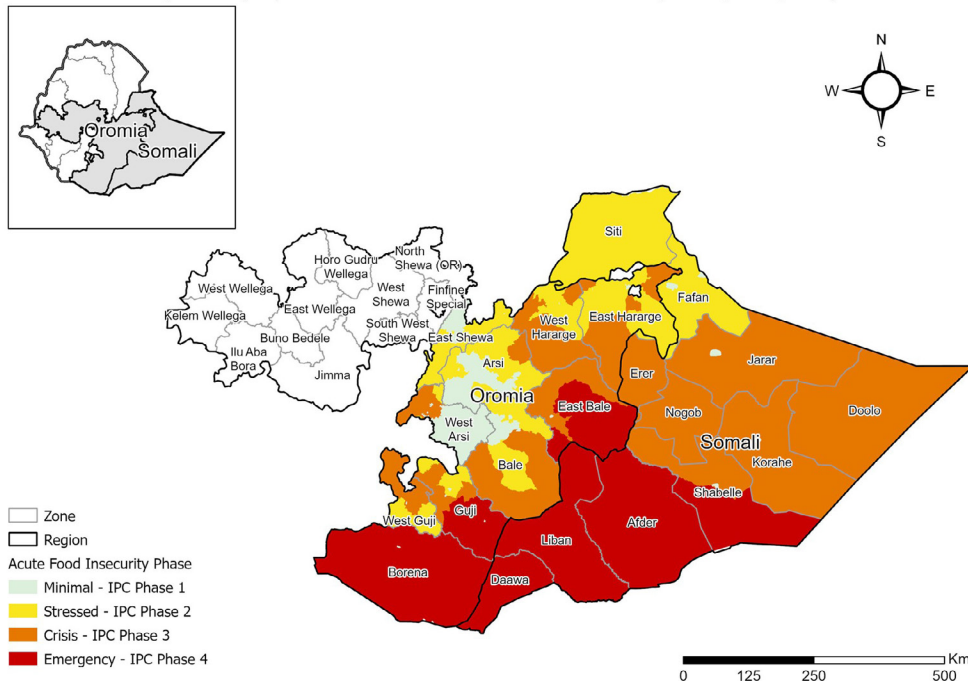 Oromia
Somali
N
W
E
S
Siti
North
Shewa (OR)
Horo Gudru
Wellega
West Wellega
West
Shewa
Finfine
Special
Fafan
Kelem Wellega
East Wellega
West
Hararge
East Hararge
South West
Shewa
East Shewa
Buno Bedele
Ilu Aba
Bora
Jimma
Arsi
Erer
Jarar
Oromia
East Bale
Nogob
Doolo
West
Arsi
Somali
Korahe
Bale
Shabelle
West Guji
Guji
Afder
Liban
Borena
Daawa
Zone
Region
Acute Food Insecurity Phase
Minimal - IPC Phase 1
Stressed - IPC Phase 2
Crisis - IPC Phase 3
Emergency - IPC Phase 4
Km
0 125 250 500